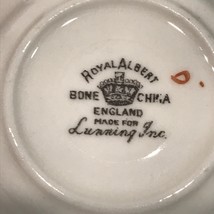 ROYAL ALBERT
BONE CHINA
ENGLAND
MADE FOR
Lunning Inc.
D.